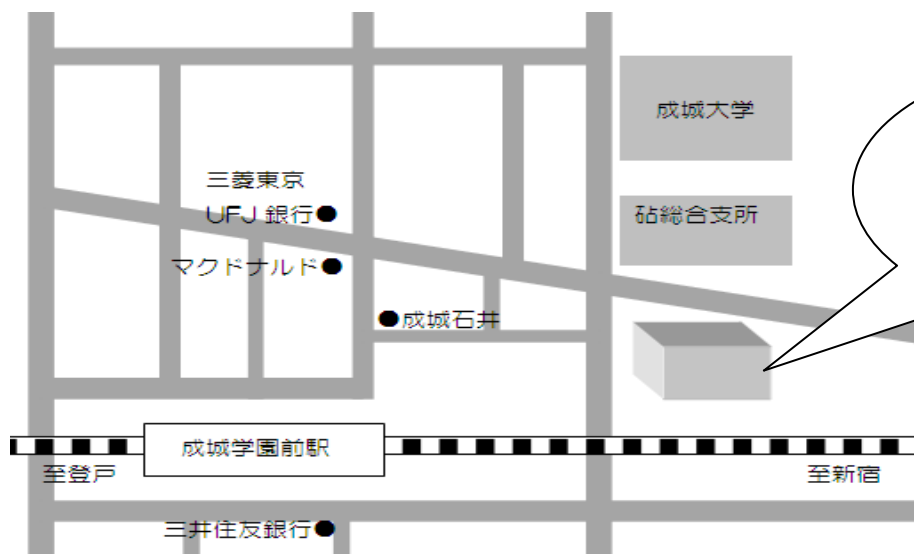 成城大学
三菱東京
UFJ 銀行●
砧総合支所
マクドナルド●
●成城石井
成城学園前駅
至登戸
至新宿
三井住友銀行●